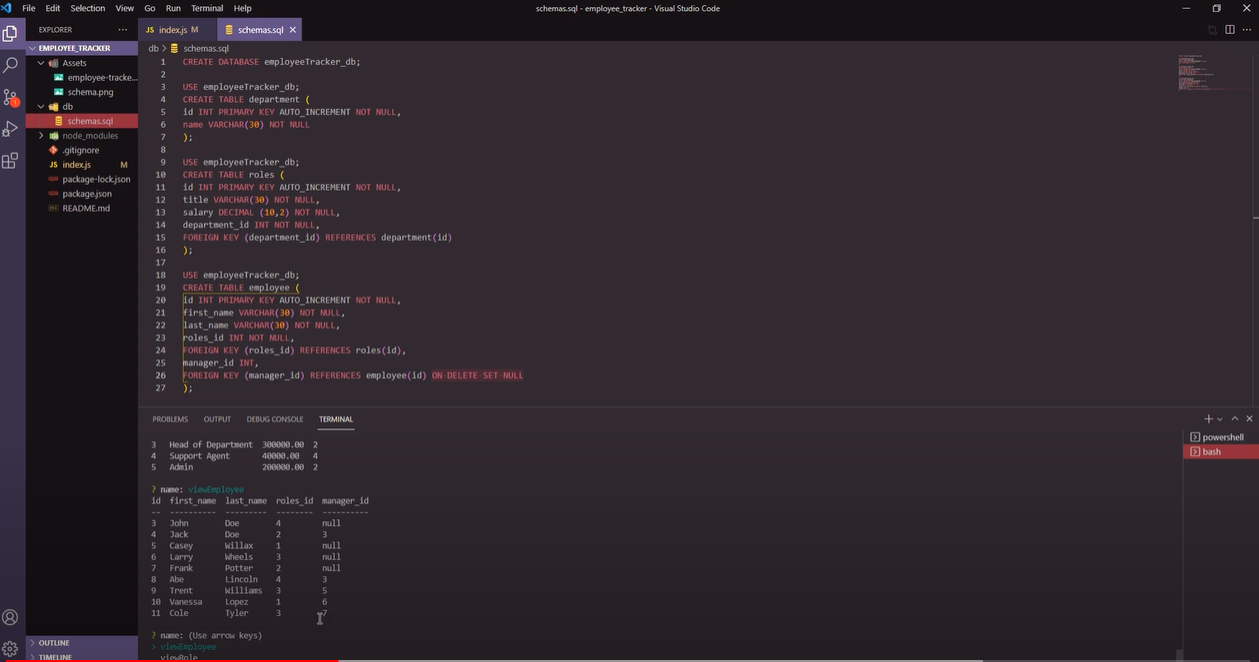 File Edit Selection View Go Run Terminal Help
schemas.sql - employee_tracker - Visual Studio Code
EXPLORER
EMPLOYEE_TRACKER
Assets
employee-tracke...
schema.png
db
schemas.sql
node_modules
.gitignore
JS index.js M
package-lock.json
package.json
README.md
OUTLINE
TIMELINE
JS index.js M
schemas.sql
db > schemas.sql
1 CREATE DATABASE employeeTracker_db;
2
3 USE employeeTracker_db;
4 CREATE TABLE department (
5 id INT PRIMARY KEY AUTO_INCREMENT NOT NULL,
6 name VARCHAR(30) NOT NULL
7 );
8
9 USE employeeTracker_db;
10 CREATE TABLE roles (
11 id INT PRIMARY KEY AUTO_INCREMENT NOT NULL,
12 title VARCHAR(30) NOT NULL,
13 salary DECIMAL (10,2) NOT NULL,
14 department_id INT NOT NULL,
15 FOREIGN KEY (department_id) REFERENCES department(id)
16 );
17
18 USE employeeTracker_db;
19 CREATE TABLE employee (
20 id INT PRIMARY KEY AUTO_INCREMENT NOT NULL,
21 first_name VARCHAR(30) NOT NULL,
22 last_name VARCHAR(30) NOT NULL,
23 roles_id INT NOT NULL,
24 FOREIGN KEY (roles_id) REFERENCES roles(id),
25 manager_id INT,
26 FOREIGN KEY (manager_id) REFERENCES employee(id) ON DELETE SET NULL
27 );
PROBLEMS OUTPUT DEBUG CONSOLE TERMINAL
3 Head of Department 300000.00 2
4 Support Agent 40000.00 4
5 Admin 200000.00 2
? name: viewEmployee
id first_name last_name roles_id manager_id
-- ---------- --------- -------- ----------
3 John Doe 4 null
4 Jack Doe 2 3
5 Casey Willax 1 null
6 Larry Wheels 3 null
7 Frank Potter 2 null
8 Abe Lincoln 4 3
9 Trent Williams 3 5
10 Vanessa Lopez 1 6
11 Cole Tyler 3 7
? name: (Use arrow keys)
> viewEmployee
viewRole
powershell
bash